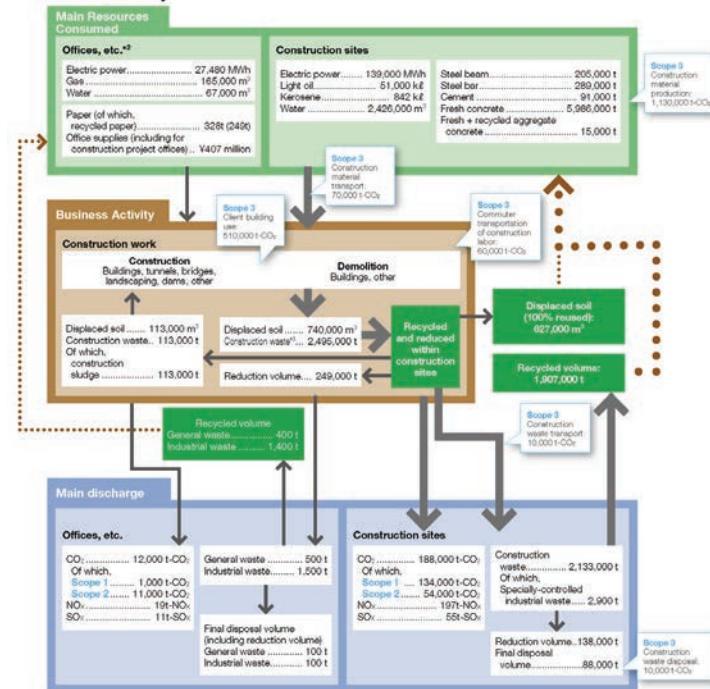 Main Resources
Consumed
Offices, etc.*²
Electric power............ 27,480 MWh
Gas............ 165,000 m³
Water............ 67,000 m³
Paper (of which,
recycled paper)............ 326t (249t)
Office supplies (including for
construction project offices).. ¥407 million
Construction sites
Electric power...... 139,000 MWh
Light oil............ 51,000 kℓ
Kerosene............ 842 kℓ
Water............ 2,426,000 m³
Steel beam............ 205,000 t
Steel bar............ 289,000 t
Cement............ 91,000 t
Fresh concrete............ 5,986,000 t
Fresh + recycled aggregate
concrete............ 15,000 t
Scope 3
Construction
material
production:
1,130,000 t-CO₂
Scope 3
Construction
material
transport:
70,000 t-CO₂
Business Activity
Scope 3
Client building
use:
510,000 t-CO₂
Scope 3
Commuter
transportation
of construction
labor:
60,000 t-CO₂
Construction work
Construction
Buildings, tunnels, bridges,
landscaping, dams, other
Demolition
Buildings, other
Displaced soil ....... 113,000 m³
Construction waste.. 113,000 t
Of which,
construction
sludge .................. 113,000 t
Displaced soil ...... 740,000 m³
Construction waste*³... 2,495,000 t
Reduction volume.... 249,000 t
Recycled
and reduced
within
construction
sites
Displaced soil
(100% reused):
627,000 m³
Recycled volume:
1,907,000 t
Recycled volume
General waste............ 400 t
Industrial waste............ 1,400 t
Scope 3
Construction
waste transport:
10,000 t-CO₂
Main discharge
Offices, etc.
CO₂............ 12,000 t-CO₂
Of which,
Scope 1...... 1,000 t-CO₂
Scope 2...... 11,000 t-CO₂
NOx............ 19t-NOx
SOx............ 11t-SOx
General waste............ 500 t
Industrial waste............ 1,500 t
Final disposal volume
(including reduction volume)
General waste ............ 100 t
Industrial waste ............ 100 t
Construction sites
CO₂............ 188,000 t-CO₂
Of which,
Scope 1 .... 134,000 t-CO₂
Scope 2...... 54,000 t-CO₂
NOx............ 197t-NOx
SOx............ 55t-SOx
Construction
waste............ 2,133,000 t
Of which,
Specially-controlled
industrial waste..... 2,900 t
Reduction volume..138,000 t
Final disposal
volume............88,000 t
Scope 3
Construction
waste disposal:
10,000 t-CO₂